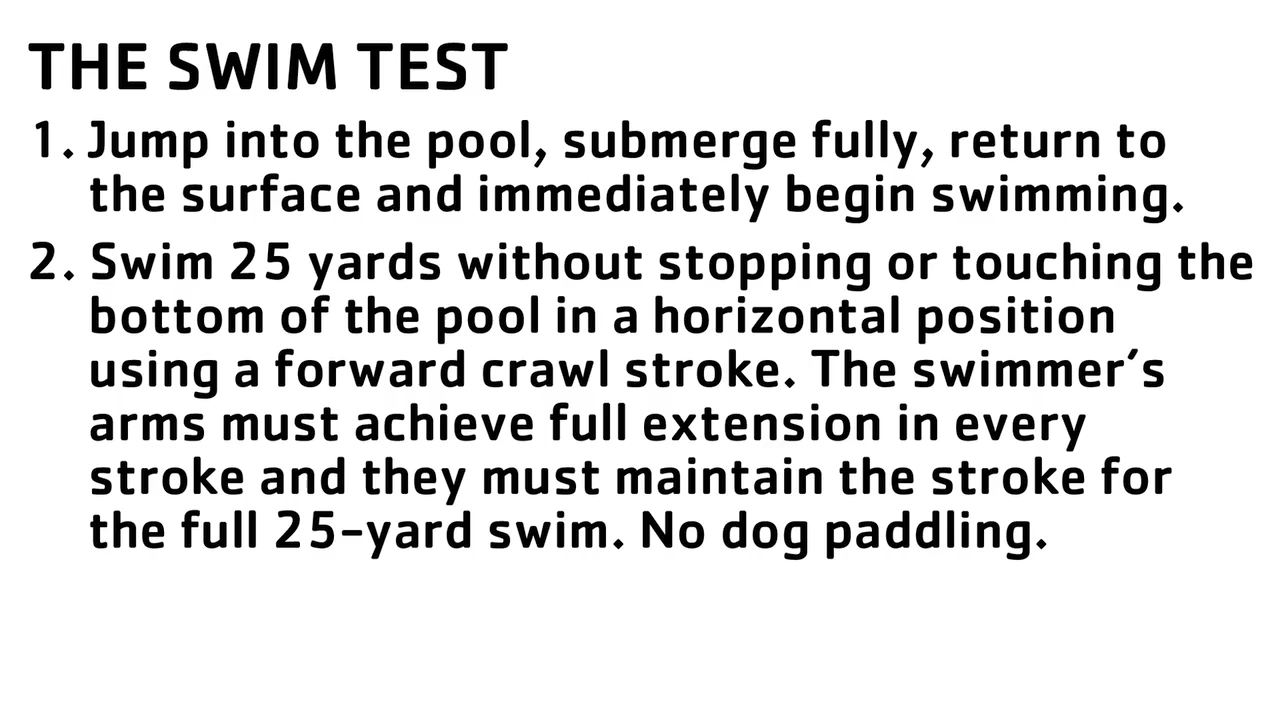 THE SWIM TEST
1. Jump into the pool, submerge fully, return to
the surface and immediately begin swimming.
2. Swim 25 yards without stopping or touching the
bottom of the pool in a horizontal position
using a forward crawl stroke. The swimmer's
arms must achieve full extension in every
stroke and they must maintain the stroke for
the full 25-yard swim. No dog paddling.